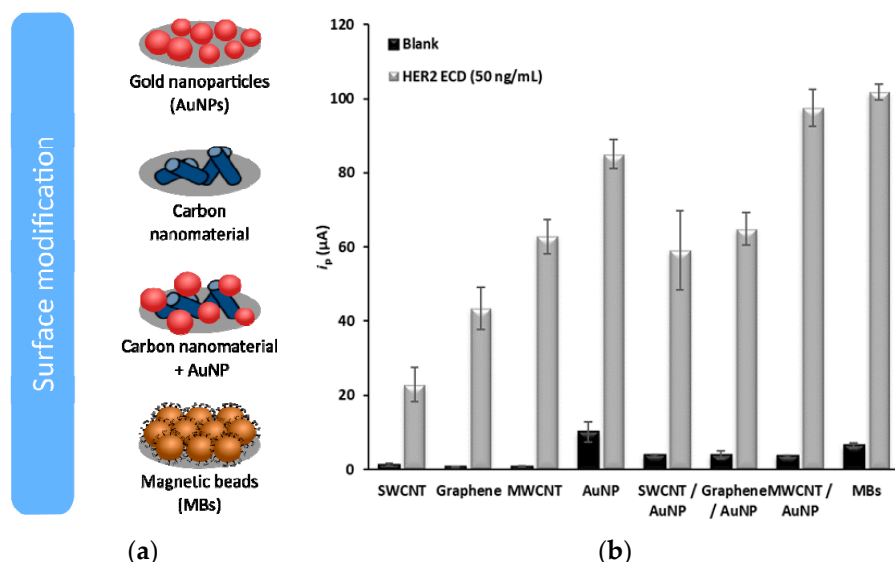 Surface modification
Gold nanoparticles
(AuNPs)
Carbon
nanomaterial
Carbon nanomaterial
+ AuNP
Magnetic beads
(MBs)
(a)
120
100
80
60
40
20
0
ip (µA)
Blank
HER2 ECD (50 ng/mL)
SWCNT
Graphene
MWCNT
AuNP
SWCNT /
AuNP
Graphene
/ AuNP
MWCNT /
AuNP
MBs
(b)